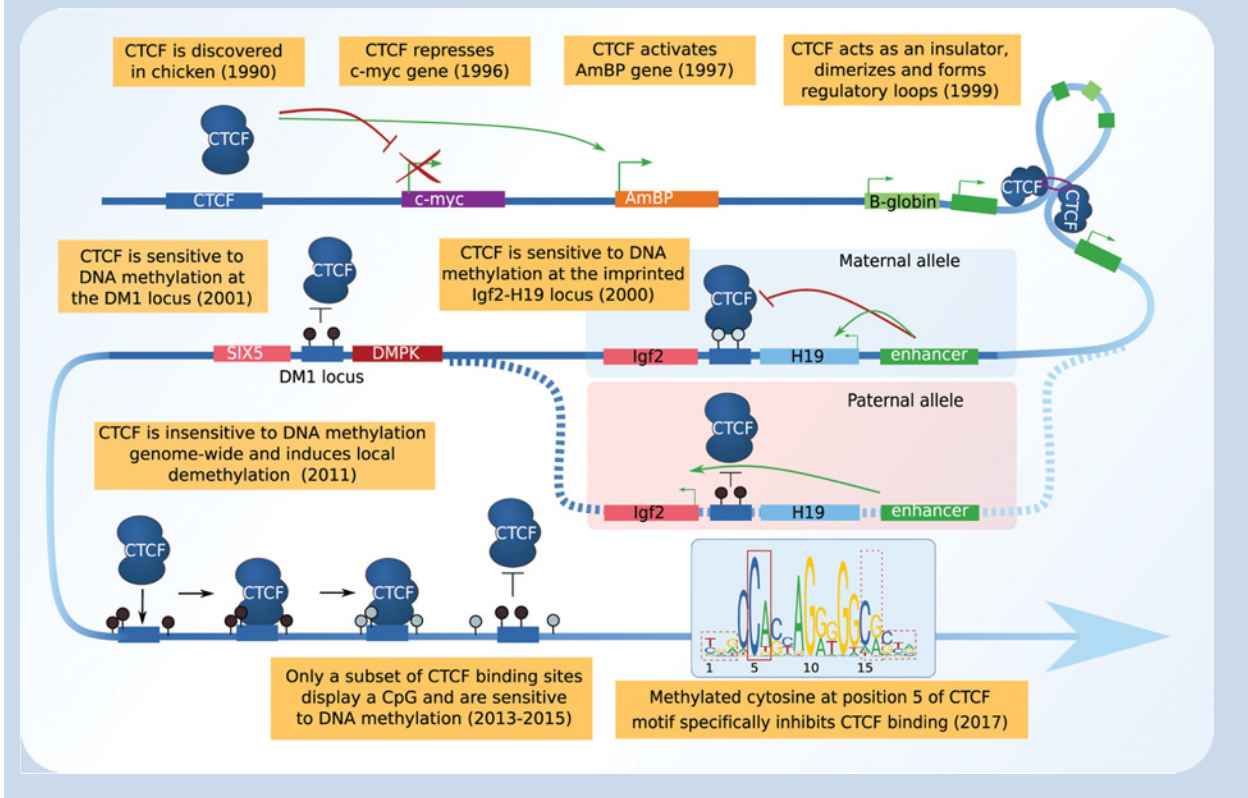 CTCF is discovered
in chicken (1990)
CTCF represses
c-myc gene (1996)
CTCF activates
AmBP gene (1997)
CTCF acts as an insulator,
dimerizes and forms
regulatory loops (1999)
CTCF
CTCF
c-myc
AmBP
B-globin
CTCF
CTCF
CTCF is sensitive to
DNA methylation at
the DM1 locus (2001)
CTCF
SIX5
DMPK
DM1 locus
CTCF is sensitive to DNA
methylation at the imprinted
Igf2-H19 locus (2000)
Maternal allele
CTCF
Igf2
H19
enhancer
Paternal allele
CTCF
Igf2
H19
enhancer
CTCF is insensitive to DNA methylation
genome-wide and induces local
demethylation (2011)
CTCF
CTCF
CTCF
CTCF
Only a subset of CTCF binding sites
display a CpG and are sensitive
to DNA methylation (2013-2015)
CCA AGGGGCG
1 5 10 15
Methylated cytosine at position 5 of CTCF
motif specifically inhibits CTCF binding (2017)